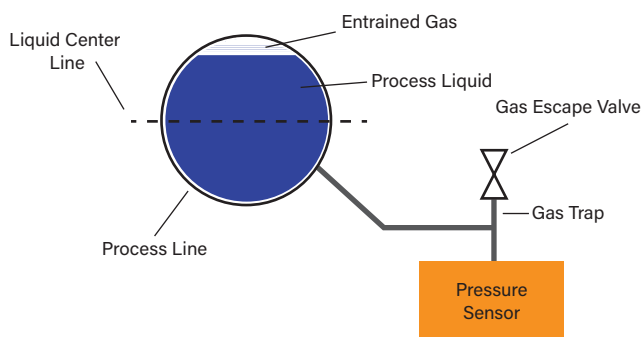 Entrained Gas
Liquid Center
Line
Process Liquid
Gas Escape Valve
Gas Trap
Process Line
Pressure
Sensor